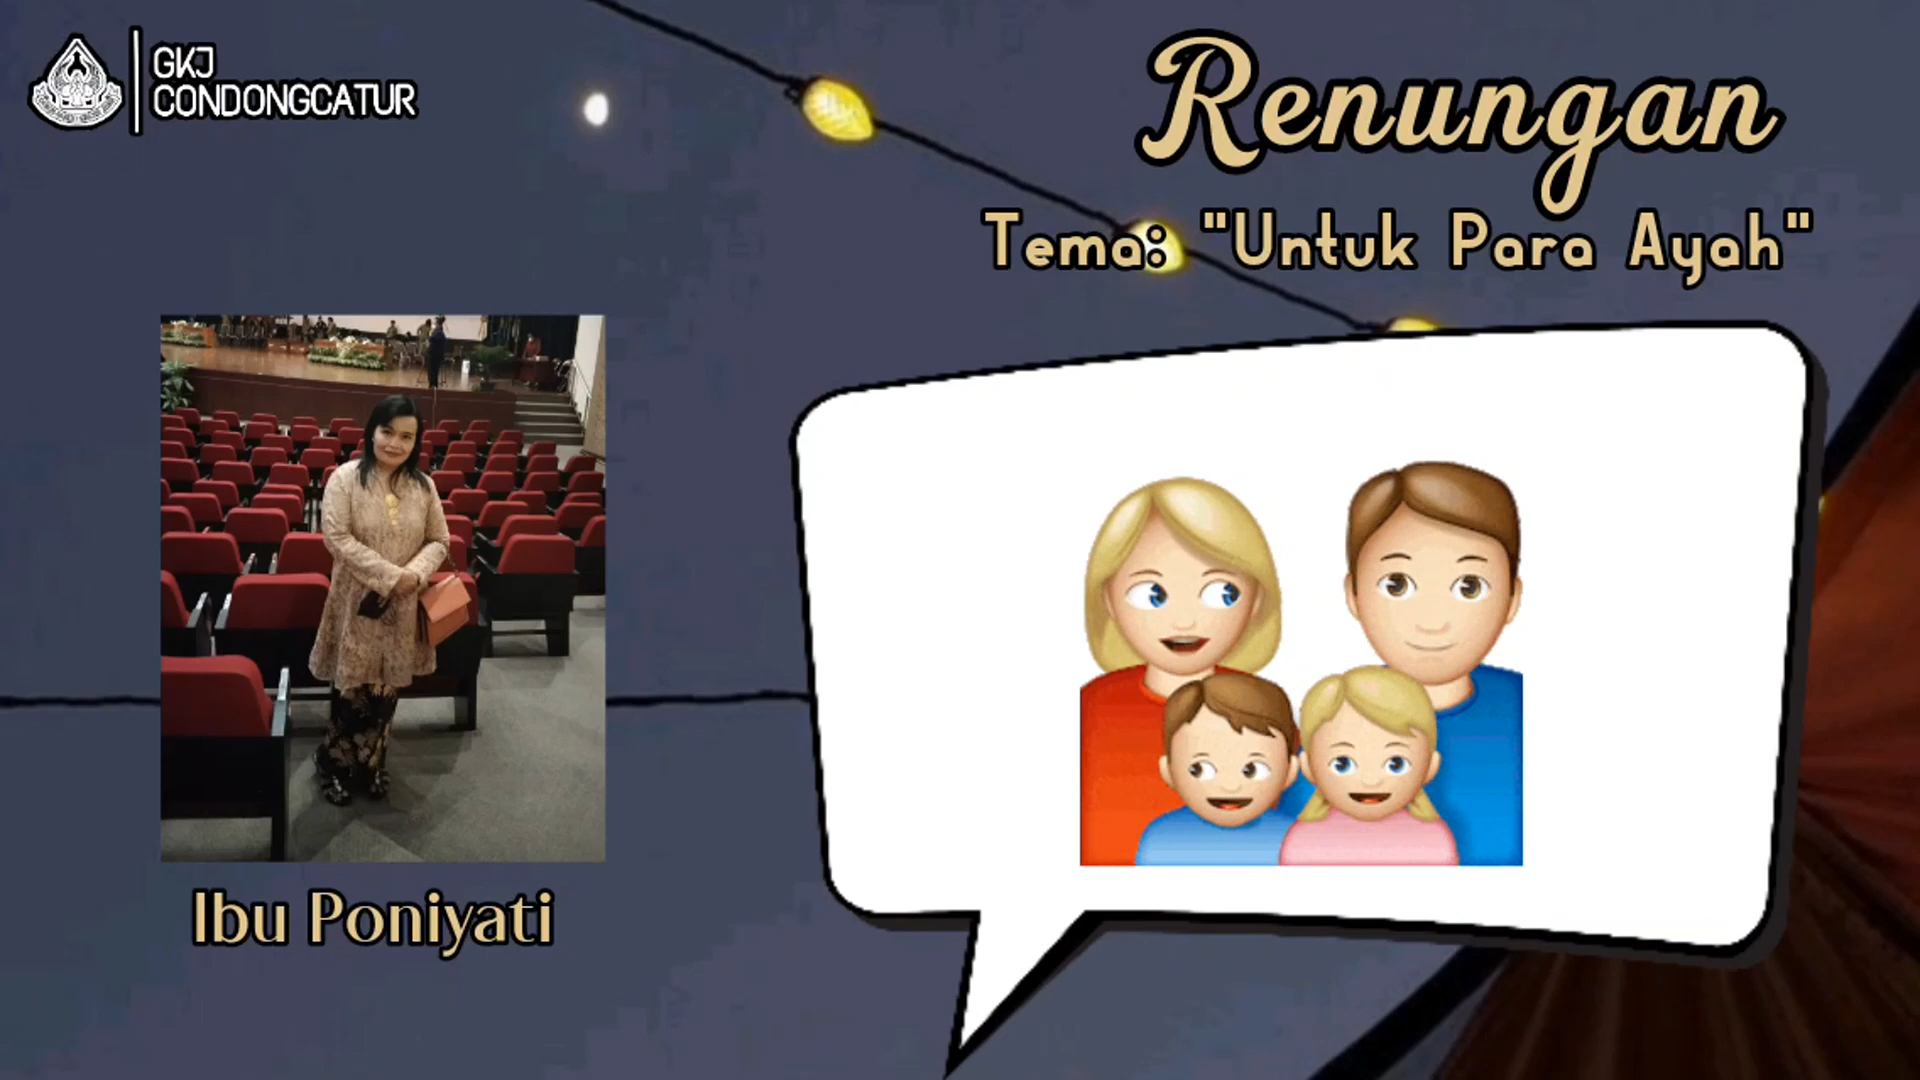 GKJ
CONDONGCATUR
Renungan
Tema: "Untuk Para Ayah"
Ibu Poniyati